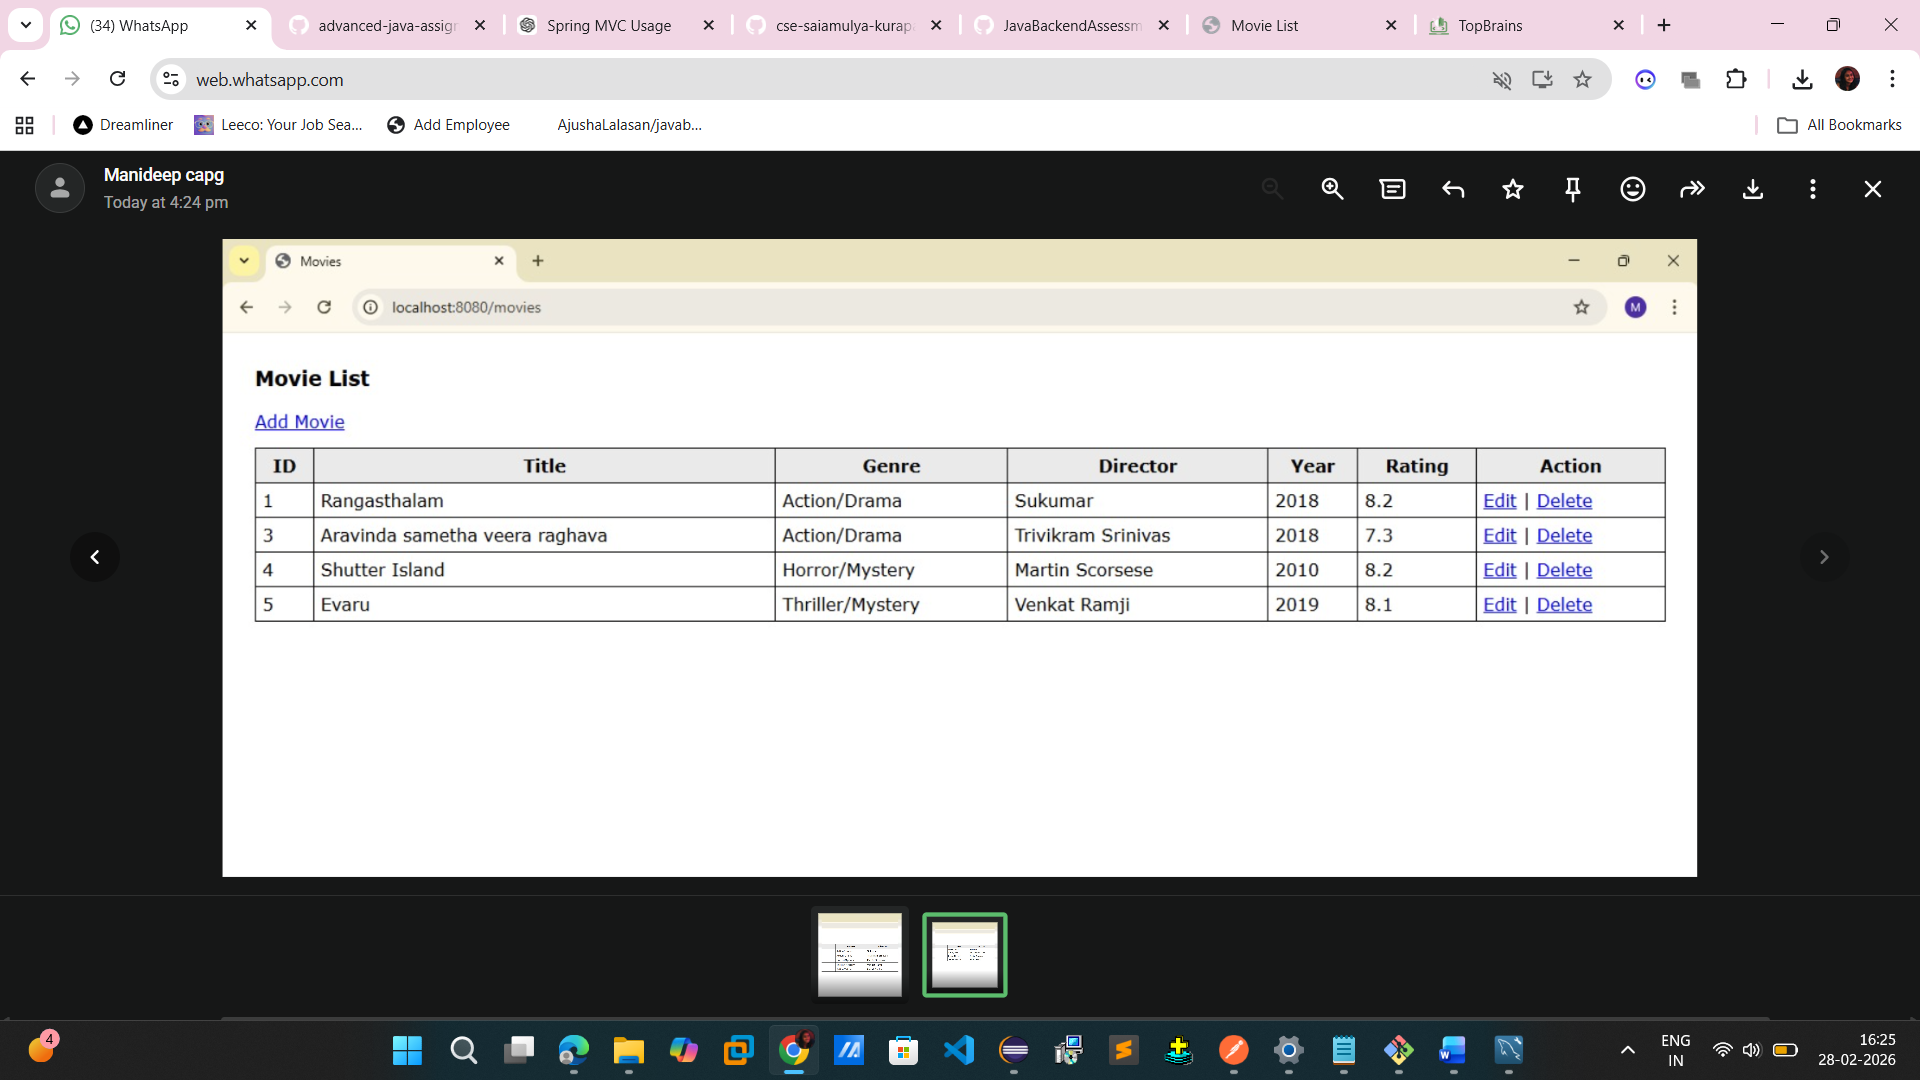 (34) WhatsApp
advanced-java-assign
Spring MVC Usage
cse-saiamulya-kurap
JavaBackendAssessm
Movie List
TopBrains
web.whatsapp.com
Dreamliner
Leeco: Your Job Sea...
Add Employee
AjushaLalasan/javab...
All Bookmarks
Manideep capg
Today at 4:24 pm
Movies
localhost:8080/movies
M
Movie List
Add Movie
ID Title Genre Director Year Rating Action
1 Rangasthalam Action/Drama Sukumar 2018 8.2 Edit | Delete
3 Aravinda sametha veera raghava Action/Drama Trivikram Srinivas 2018 7.3 Edit | Delete
4 Shutter Island Horror/Mystery Martin Scorsese 2010 8.2 Edit | Delete
5 Evaru Thriller/Mystery Venkat Ramji 2019 8.1 Edit | Delete
4
ENG
IN
16:25
28-02-2026